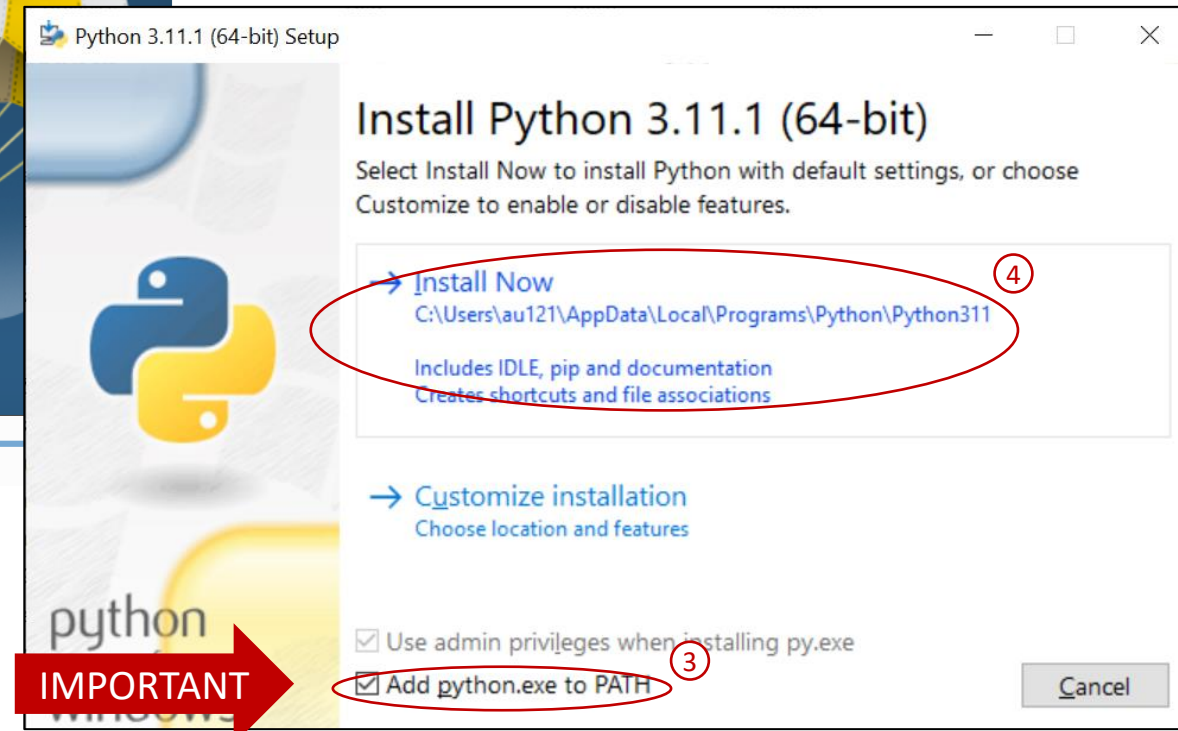 Python 3.11.1 (64-bit) Setup
Install Python 3.11.1 (64-bit)
Select Install Now to install Python with default settings, or choose
Customize to enable or disable features.
Install Now
C:\Users\au121\AppData\Local\Programs\Python\Python311
4
Includes IDLE, pip and documentation
Creates shortcuts and file associations
Customize installation
Choose location and features
python
Use admin privileges when installing py.exe
3
IMPORTANT
Add python.exe to PATH
Cancel
windows